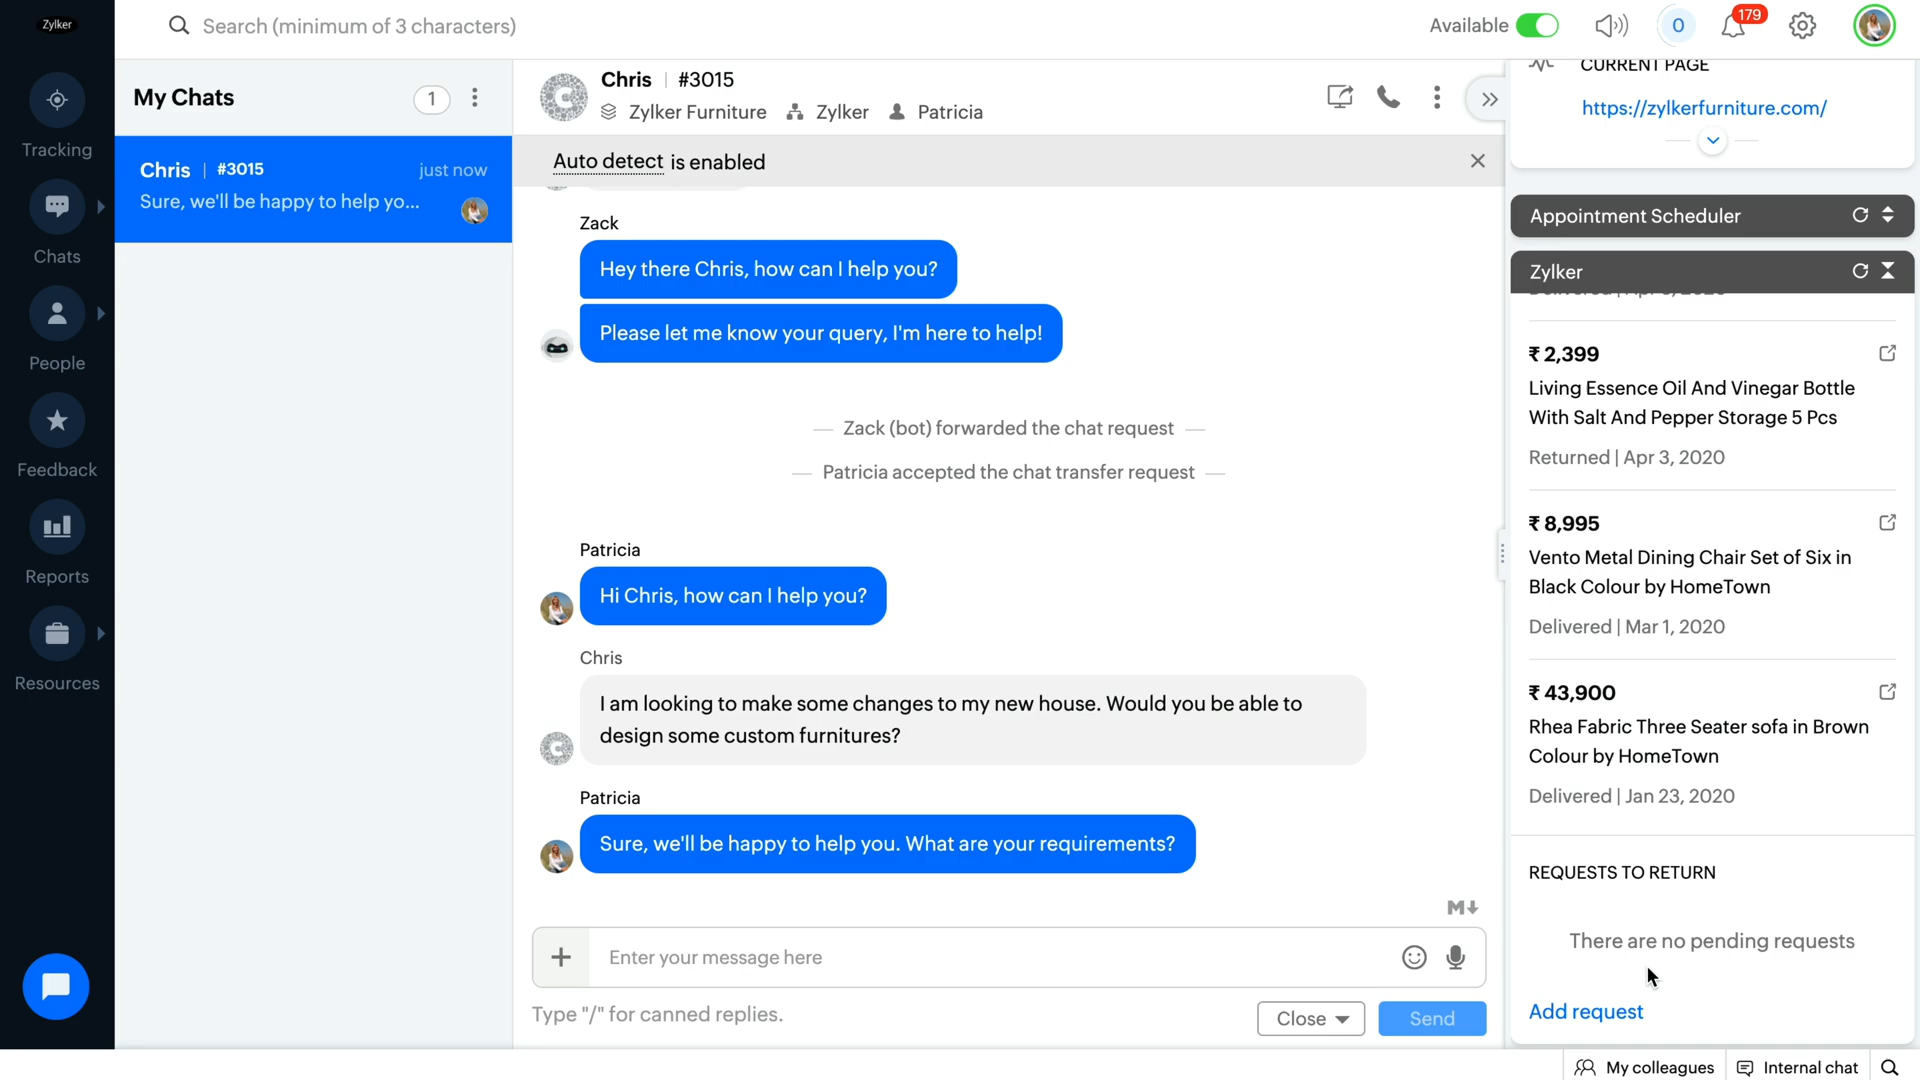 Zylker
Search (minimum of 3 characters)
Available
0
179
Tracking
Chats
People
Feedback
Reports
Resources
My Chats
1
Chris | #3015
just now
Sure, we'll be happy to help yo...
Chris | #3015
Zylker Furniture Zylker Patricia
Auto detect is enabled
Zack
Hey there Chris, how can I help you?
Please let me know your query, I'm here to help!
Zack (bot) forwarded the chat request
Patricia accepted the chat transfer request
Patricia
Hi Chris, how can I help you?
Chris
I am looking to make some changes to my new house. Would you be able to
design some custom furnitures?
Patricia
Sure, we'll be happy to help you. What are your requirements?
M
Enter your message here
Type "/" for canned replies.
Close
Send
CURRENT PAGE
https://zylkerfurniture.com/
Appointment Scheduler
Zylker
₹ 2,399
Living Essence Oil And Vinegar Bottle
With Salt And Pepper Storage 5 Pcs
Returned | Apr 3, 2020
₹ 8,995
Vento Metal Dining Chair Set of Six in
Black Colour by HomeTown
Delivered | Mar 1, 2020
₹ 43,900
Rhea Fabric Three Seater sofa in Brown
Colour by HomeTown
Delivered | Jan 23, 2020
REQUESTS TO RETURN
There are no pending requests
Add request
My colleagues
Internal chat